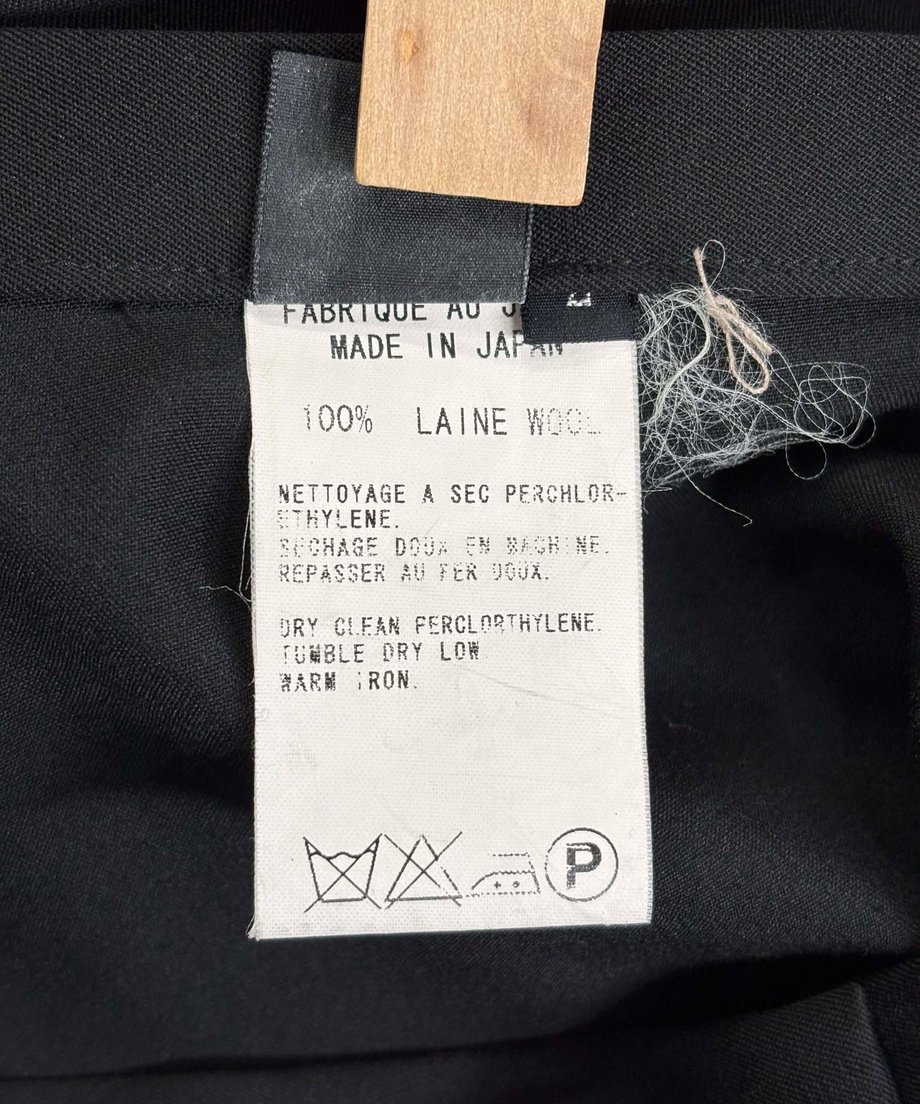 FABRIQUE AU
MADE IN JAPAN
100% LAINE WOOL
NETTOYAGE A SEC PERCHLOR-
ETHYLENE.
SECHAGE DOUX EN MACHINE.
REPASSER AU FER DOUX.
DRY CLEAN PERCLORTHYLENE.
TUMBLE DRY LOW.
WARM IRON.
P